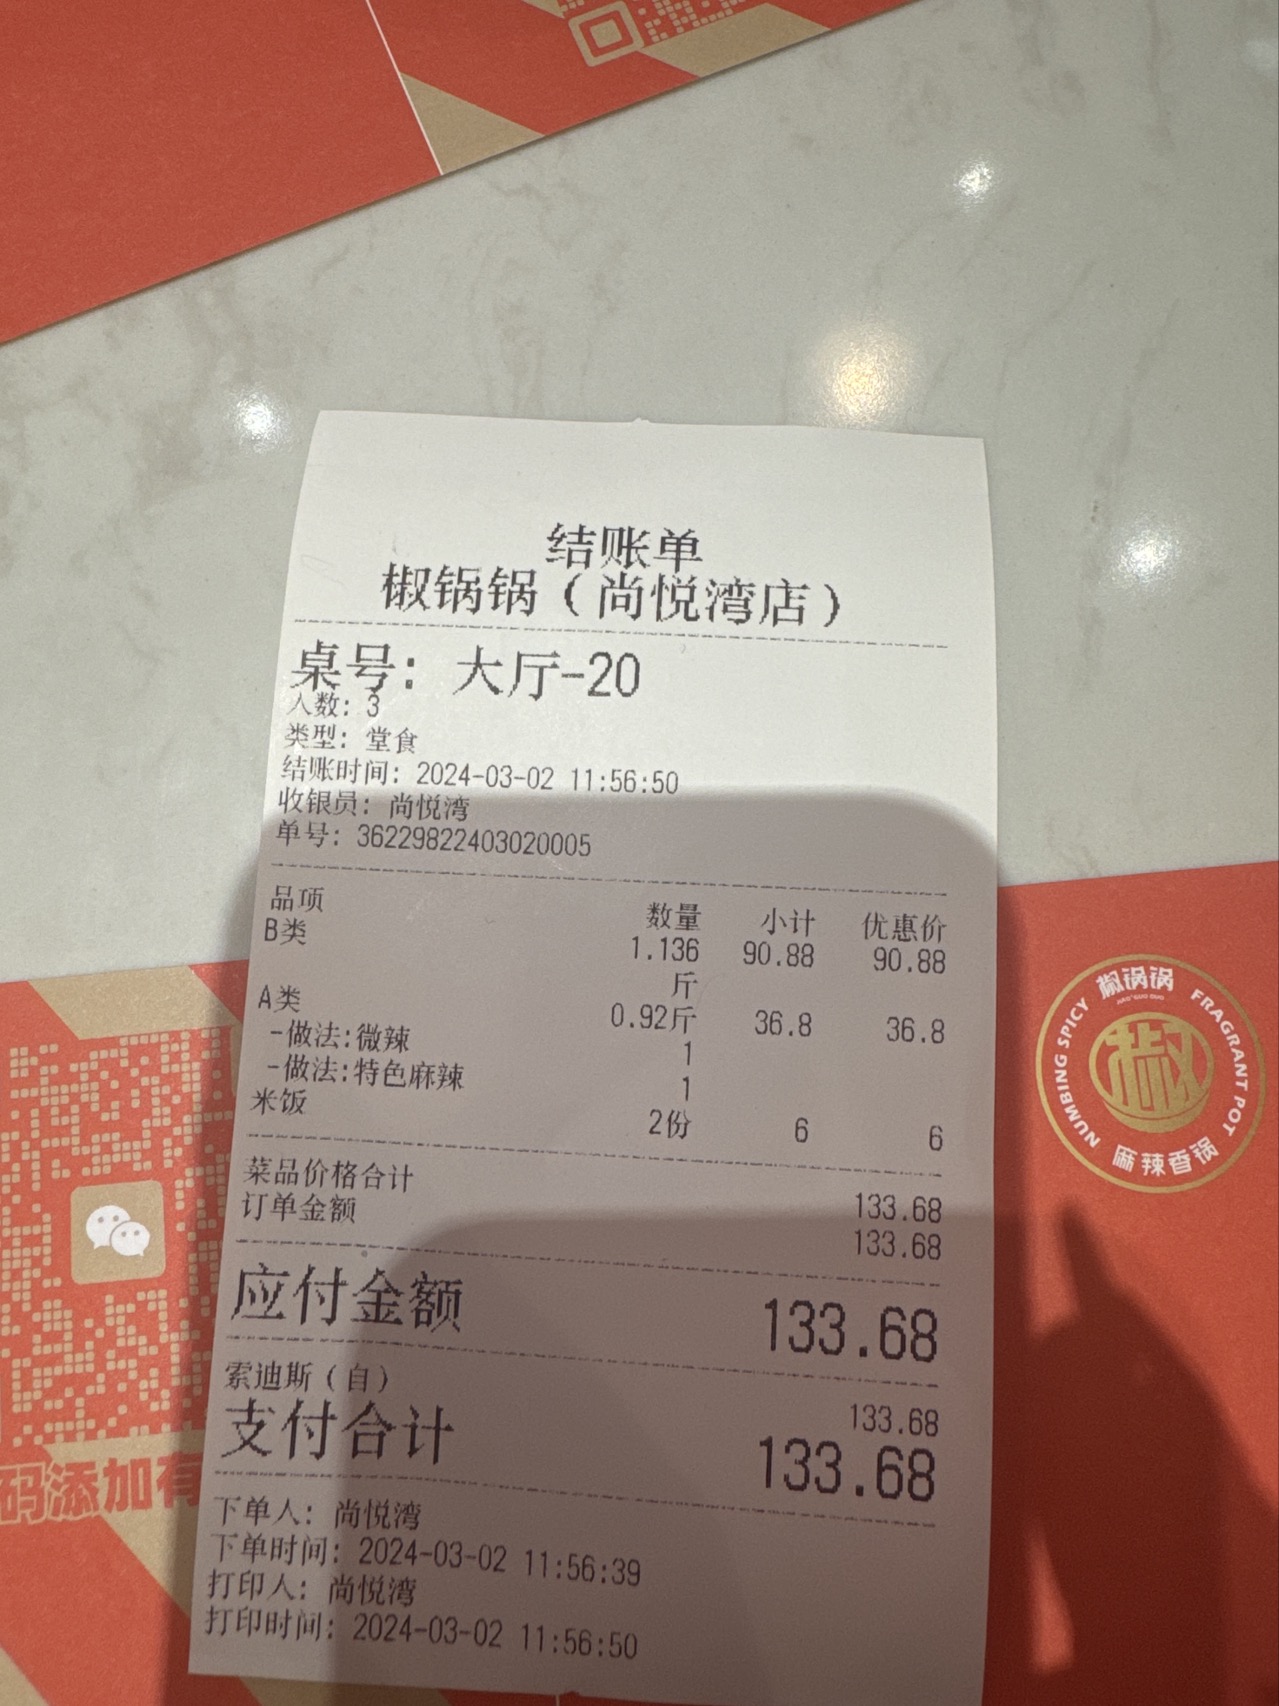 结账单
椒锅锅（尚悦湾店）
桌号：大厅-20
人数：3
类型：堂食
结账时间：2024-03-02 11:56:50
收银员：尚悦湾
单号：36229822403020005
品项 数量 小计 优惠价
B类 1.136斤 90.88 90.88
A类 0.92斤 36.8 36.8
-做法:微辣 1
-做法:特色麻辣 1
米饭 2份 6 6
菜品价格合计 133.68
订单金额 133.68
应付金额 133.68
索迪斯（自） 133.68
支付合计 133.68
下单人：尚悦湾
下单时间：2024-03-02 11:56:39
打印人：尚悦湾
打印时间：2024-03-02 11:56:50
椒锅锅
NUMBING SPICY FRAGRANT POT
椒
麻辣香锅
码添加有